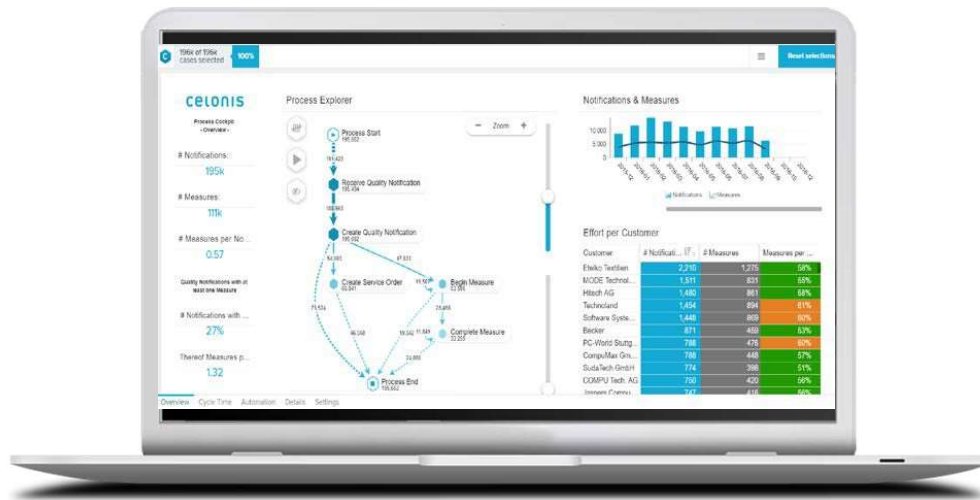 196k of 196k
cases selected
100%
Reset selections
CELONIS
Process Cockpit
- Overview -
# Notifications:
195k
# Measures:
111k
# Measures per No...
0.57
Quality Notifications with at
least one Measure
# Notifications with ...
27%
Thereof Measures p...
1.32
Process Explorer
Zoom
Process Start
Receive Quality Notification
Create Quality Notification
Create Service Order
Begin Measure
Complete Measure
Process End
Notifications & Measures
10.000
5.000
0
Notifications
Measures
Effort per Customer
Customer # Notificati... # Measures Measures per ...
Etelko Textilien 2,210 1,275 58%
MODE Technol... 1,511 831 55%
Hitech AG 1,480 861 58%
Technoland 1,454 894 61%
Software Syste... 1,448 869 60%
Becker 871 459 53%
PC-World Stuttg... 788 476 60%
CompuMax Gm... 788 448 57%
SudaTech GmbH 774 398 51%
COMPU Tech. AG 750 420 56%
Overview Cycle Time Automation Details Settings